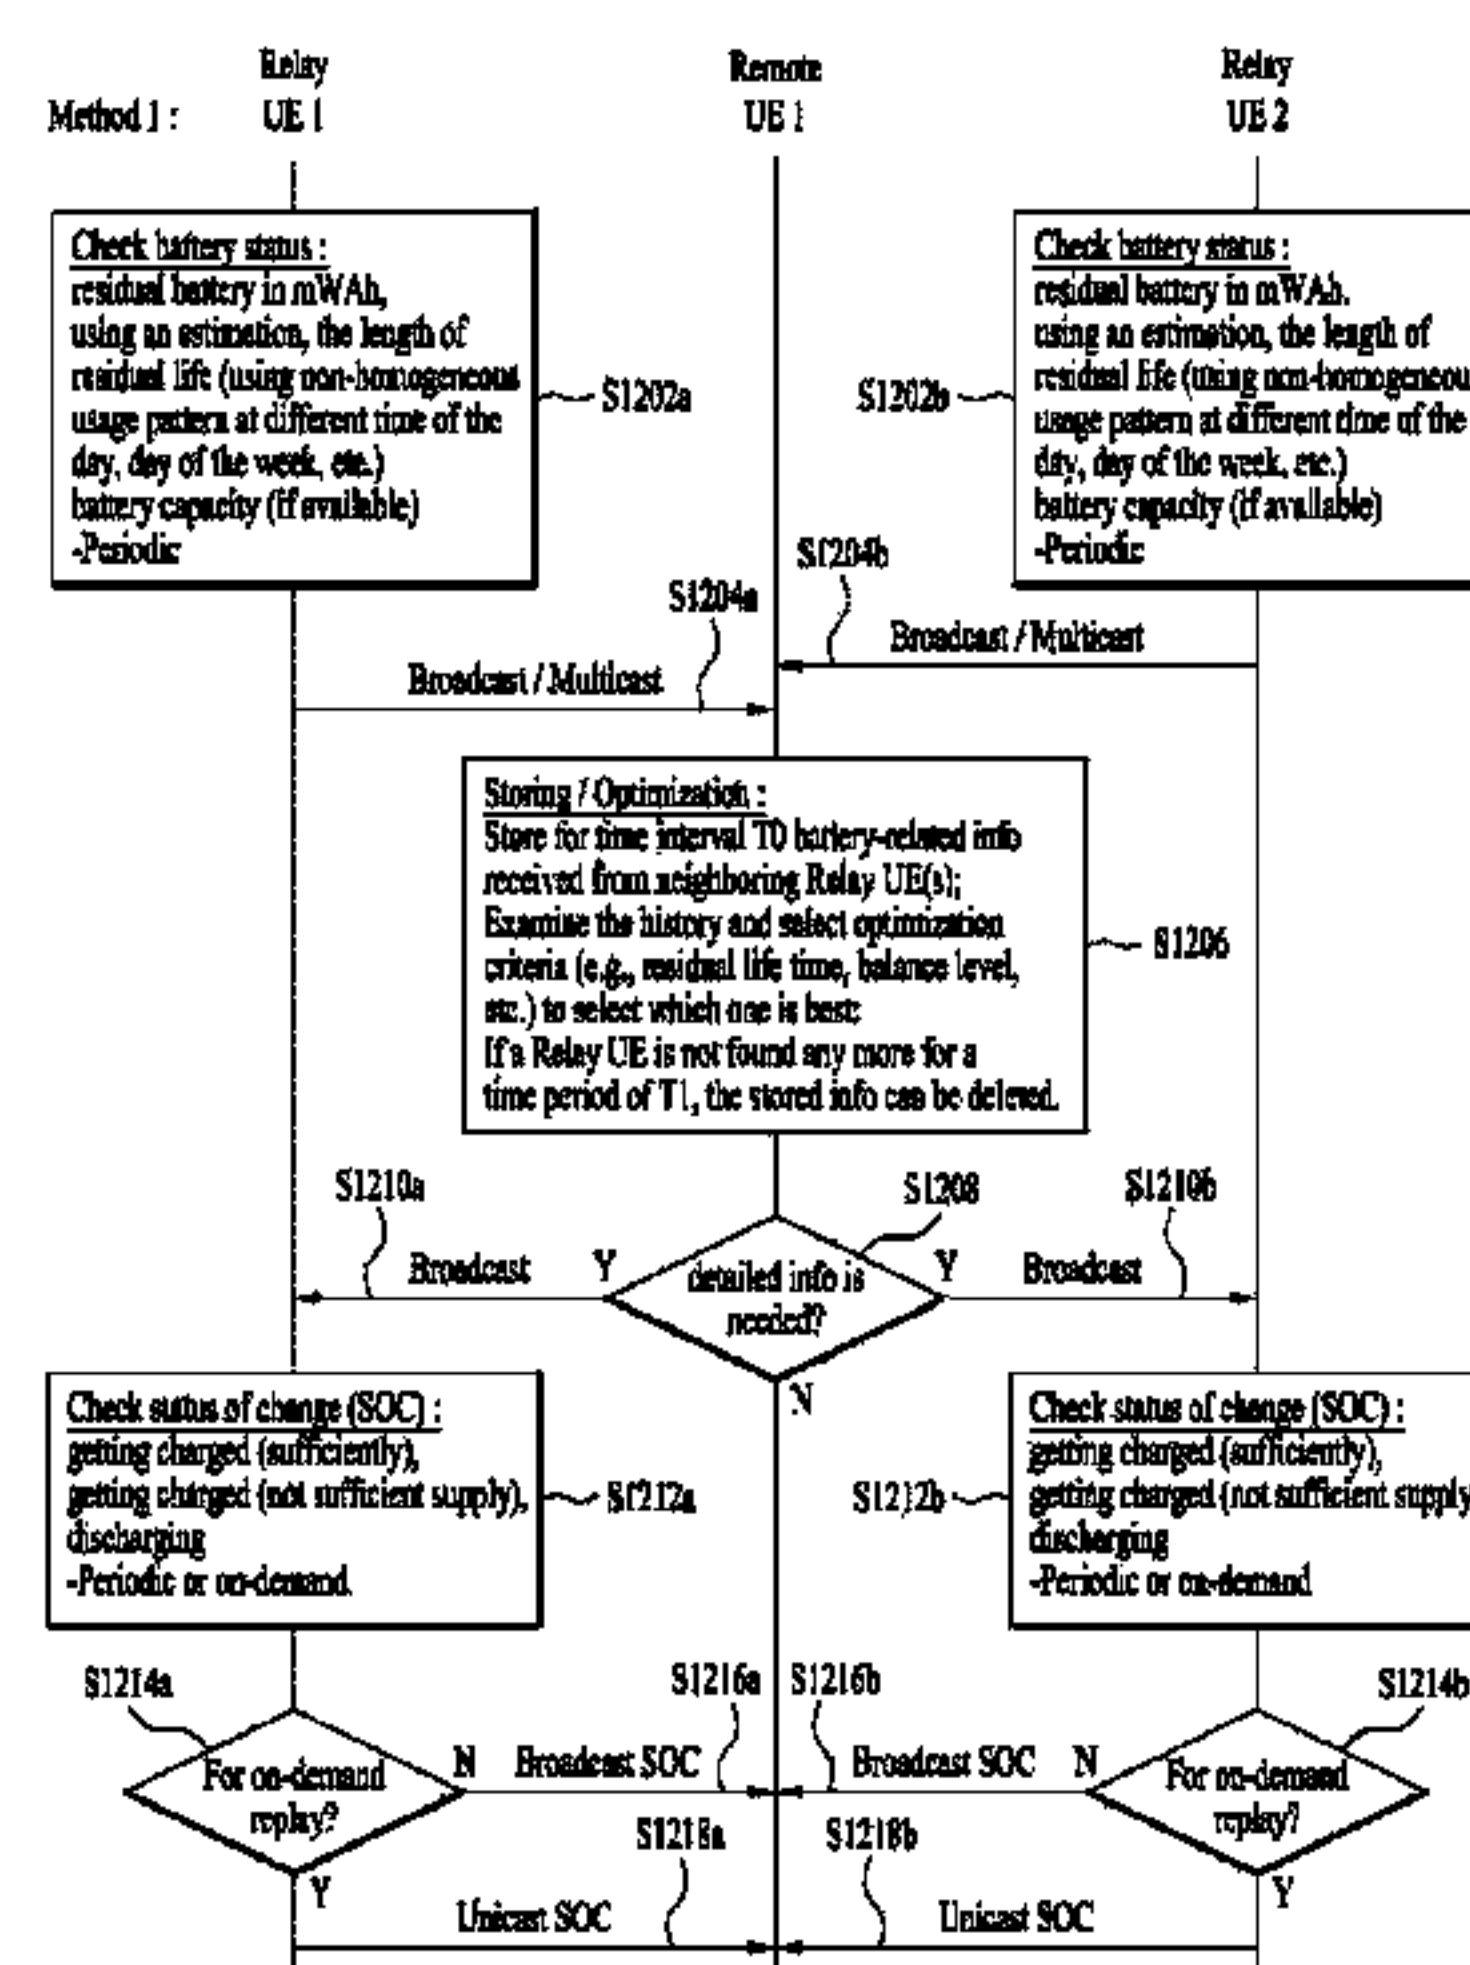 Relay
UE 1
Remote
UE 1
Relay
UE 2
Method 1 :
Check battery status :
residual battery in mWAh,
using an estimation, the length of
residual life (using non-homogeneous
usage pattern at different time of the
day, day of the week, etc.)
battery capacity (if available)
-Periodic
S1202a
S1202b
Check battery status :
residual battery in mWAh.
using an estimation, the length of
residual life (using non-homogeneou
usage pattern at different time of the
day, day of the week, etc.)
battery capacity (if available)
-Periodic
S1204b
S1204a
Broadcast / Multicast
Broadcast / Multicast
Storing / Optimization :
Store for time interval T0 battery-related info
received from neighboring Relay UE(s);
Examine the history and select optimization
criteria (e.g., residual life time, balance level,
etc.) to select which one is best;
If a Relay UE is not found any more for a
time period of T1, the stored info can be deleted.
S1206
S1210a
S1208
S1210b
Broadcast
Y
detailed info is
needed?
Y
Broadcast
N
Check status of change (SOC) :
getting charged (sufficiently),
getting charged (not sufficient supply),
discharging
-Periodic or on-demand.
S1212a
S1212b
Check status of change (SOC) :
getting charged (sufficiently),
getting charged (not sufficient supply
discharging
-Periodic or on-demand
S1214a
S1216a
S1216b
S1214b
For on-demand
replay?
N
Broadcast SOC
Broadcast SOC
N
For on-demand
replay?
S1218a
S1218b
Y
Unicast SOC
Unicast SOC
Y